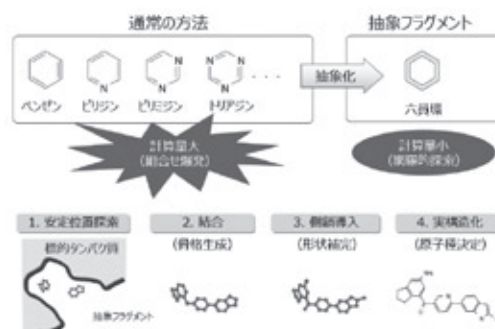 通常の方法
抽象フラグメント
ベンゼン
ピリジン
ピリミジン
トリアジン
・・・
抽象化
六員環
計算量大
(組合せ爆発)
計算量小
(網羅的探索)
1. 安定位置探索
2. 結合
(骨格生成)
3. 側鎖導入
(形状補完)
4. 実構造化
(原子種決定)
標的タンパク質
抽象フラグメント